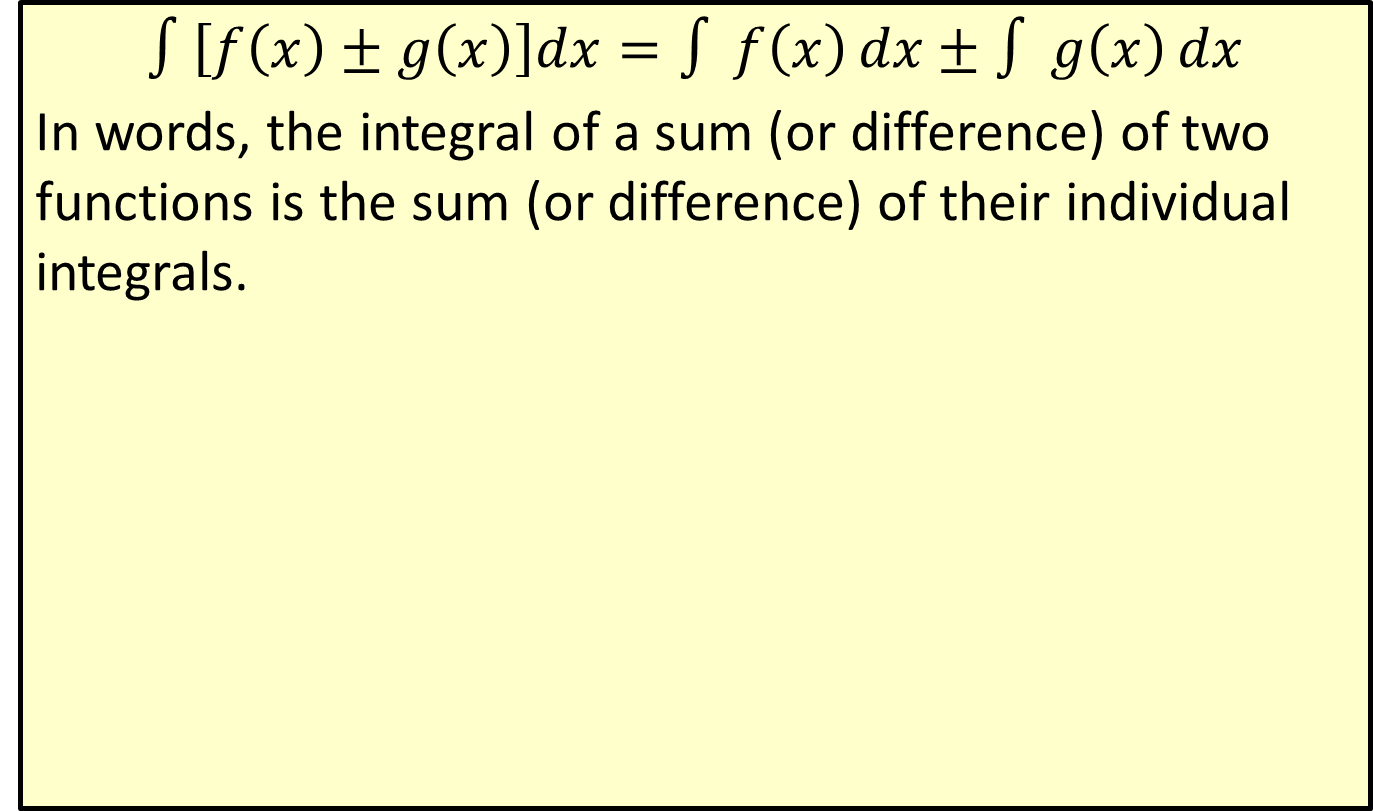 ∫ [f(x) ± g(x)]dx = ∫ f(x) dx ± ∫ g(x) dx
In words, the integral of a sum (or difference) of two
functions is the sum (or difference) of their individual
integrals.